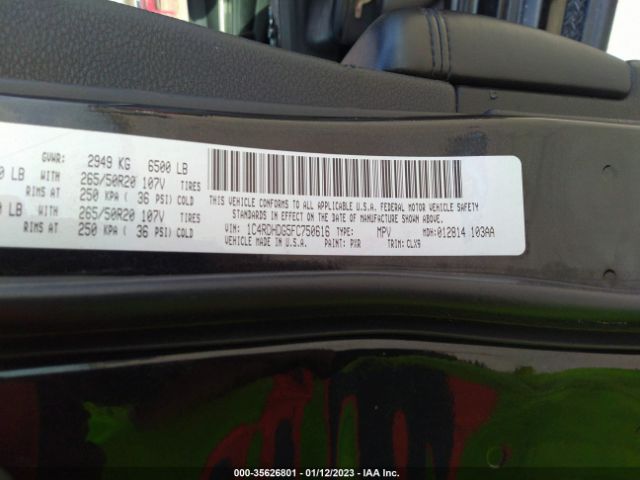 GVWR: 2949 KG 6500 LB
LB WITH 265/50R20 107V TIRES
RIMS AT 250 KPA ( 36 PSI) COLD
LB WITH 265/50R20 107V TIRES
RIMS AT 250 KPA ( 36 PSI) COLD
THIS VEHICLE CONFORMS TO ALL APPLICABLE U.S.A. FEDERAL MOTOR VEHICLE SAFETY
STANDARDS IN EFFECT ON THE DATE OF MANUFACTURE SHOWN ABOVE.
VIN: 1C4RDHDG5FC750616 TYPE: MPV MDH: 012814 103AA
VEHICLE MADE IN U.S.A. PAINT: PXR TRIM: CLX9
000-35626801 - 01/12/2023 - IAA Inc.